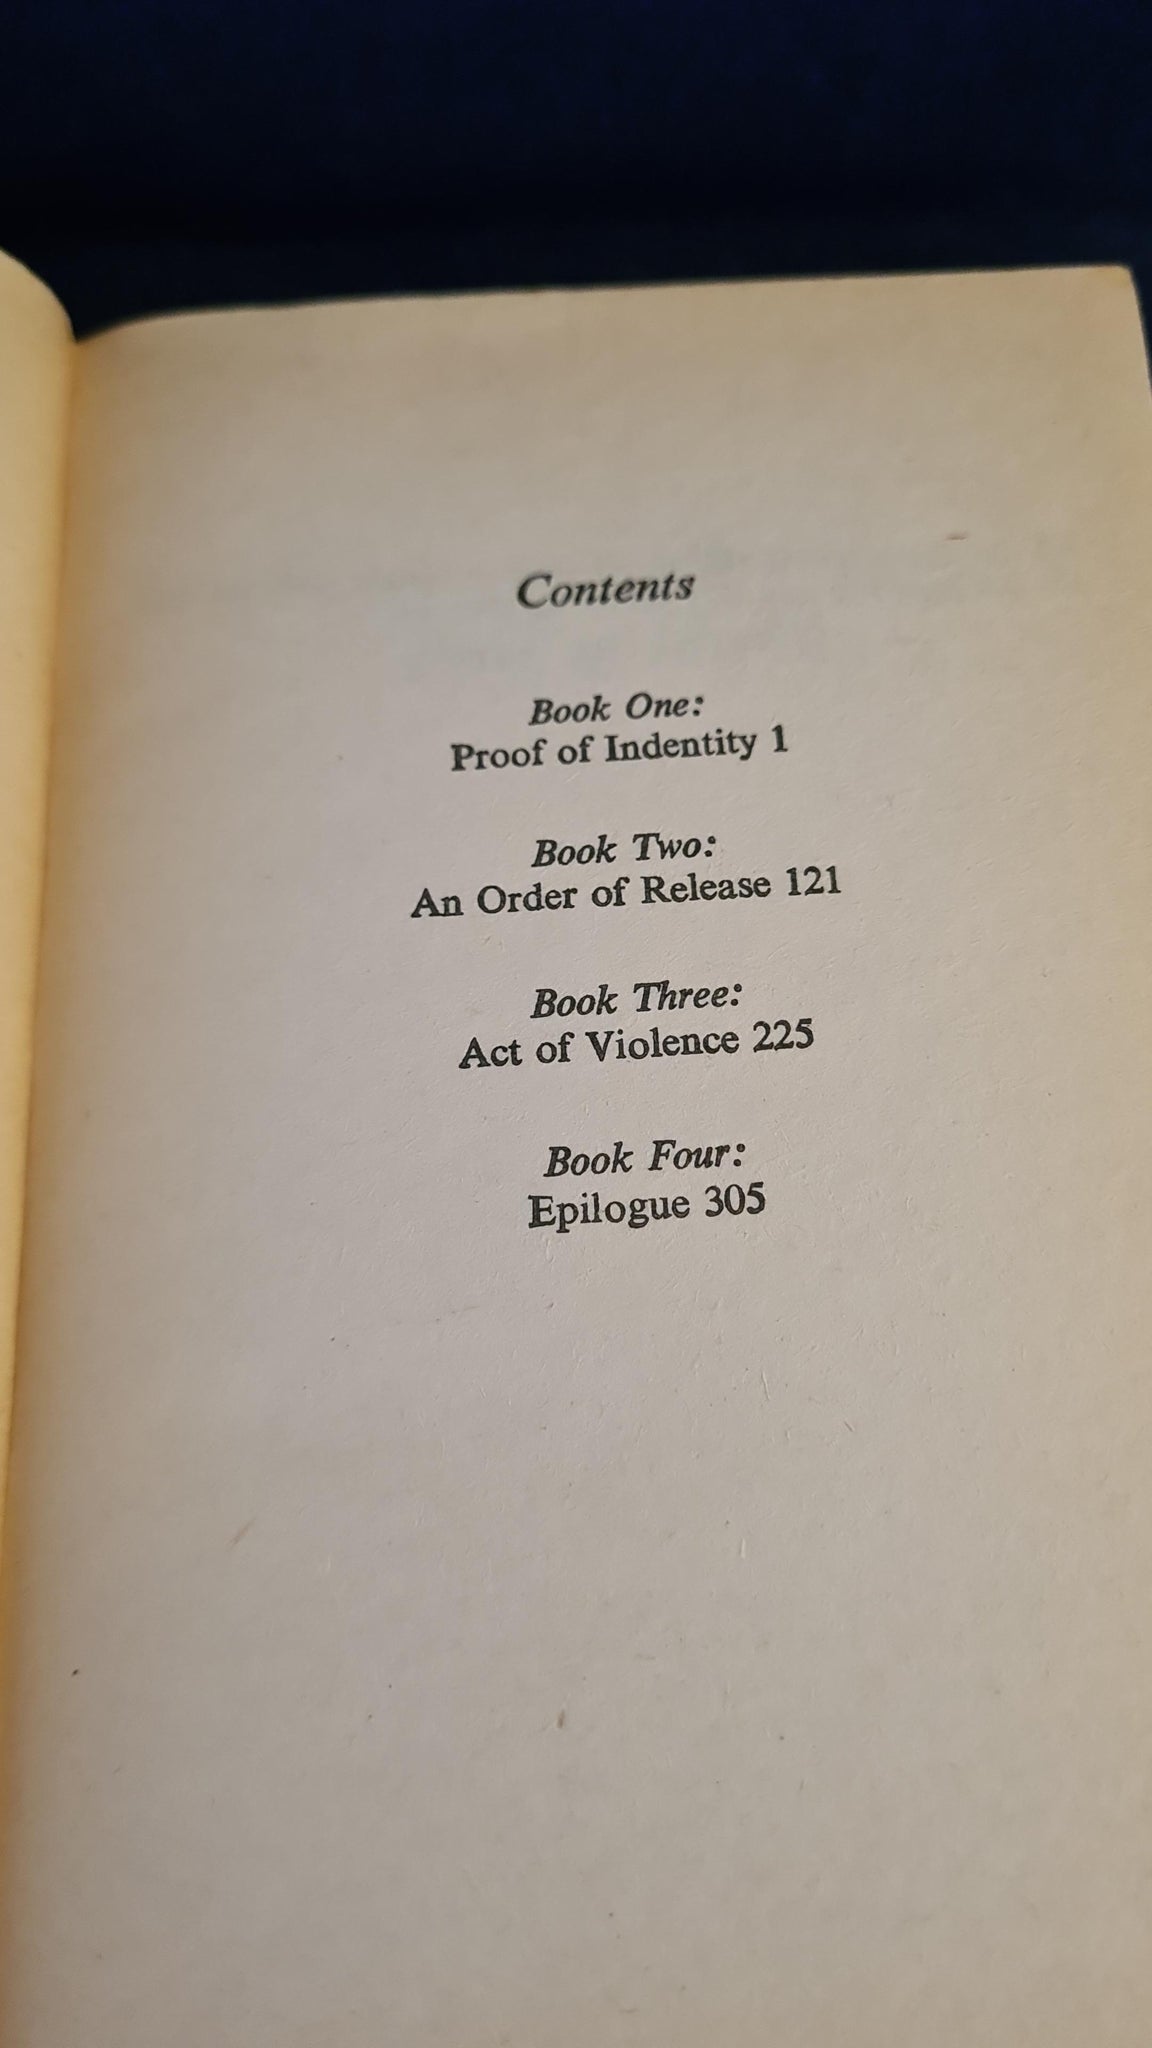 Contents
Book One:
Proof of Indentity 1
Book Two:
An Order of Release 121
Book Three:
Act of Violence 225
Book Four:
Epilogue 305